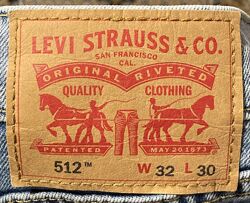 LEVI STRAUSS & CO.
SAN FRANCISCO
CAL.
ORIGINAL RIVETED
QUALITY CLOTHING
PATENTED MAY 20 1873
512™ W 32 L 30